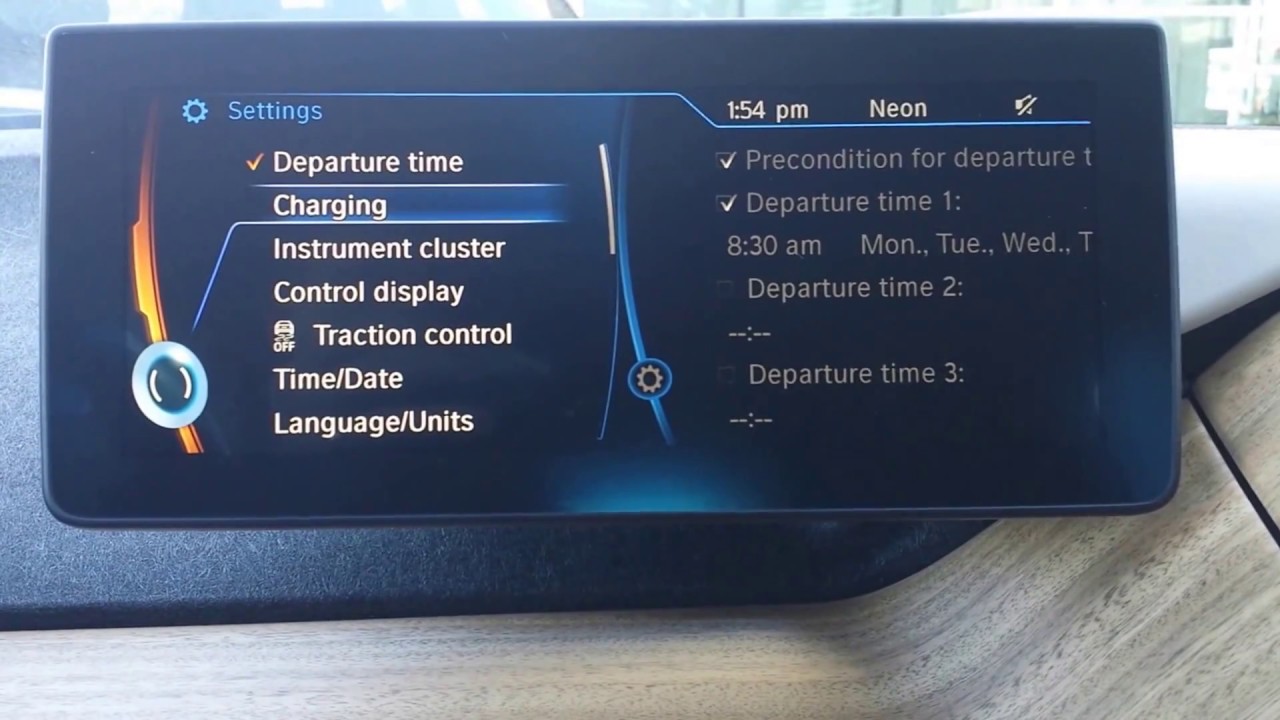 Settings
1:54 pm Neon
Departure time
Charging
Instrument cluster
Control display
OFF Traction control
Time/Date
Language/Units
Precondition for departure t
Departure time 1:
8:30 am Mon., Tue., Wed., T
Departure time 2:
--:--
Departure time 3:
--:--